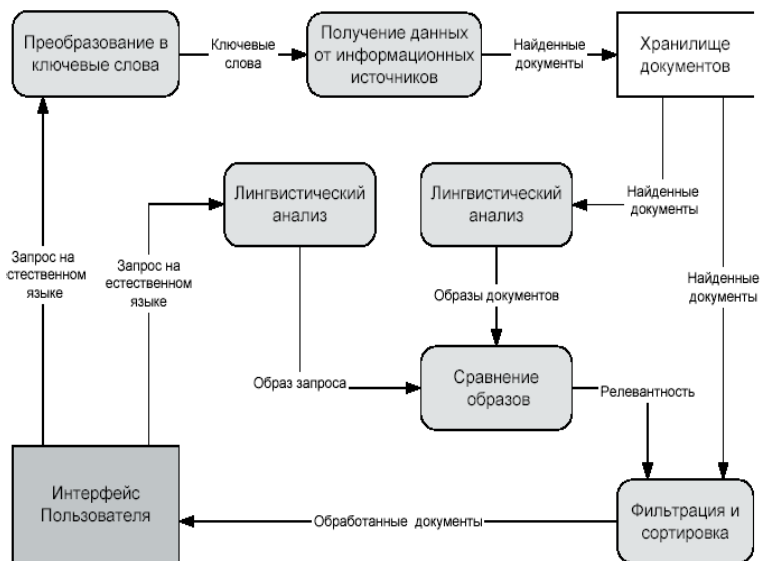 Преобразование в
ключевые слова
Ключевые
слова
Получение данных
от информационных
источников
Найденные
документы
Хранилище
документов
Лингвистический
анализ
Лингвистический
анализ
Найденные
документы
Запрос на
стественном
языке
Запрос на
естественном
языке
Найденные
документы
Образы документов
Образ запроса
Сравнение
образов
Релевантность
Интерфейс
Пользователя
Обработанные документы
Фильтрация и
сортировка